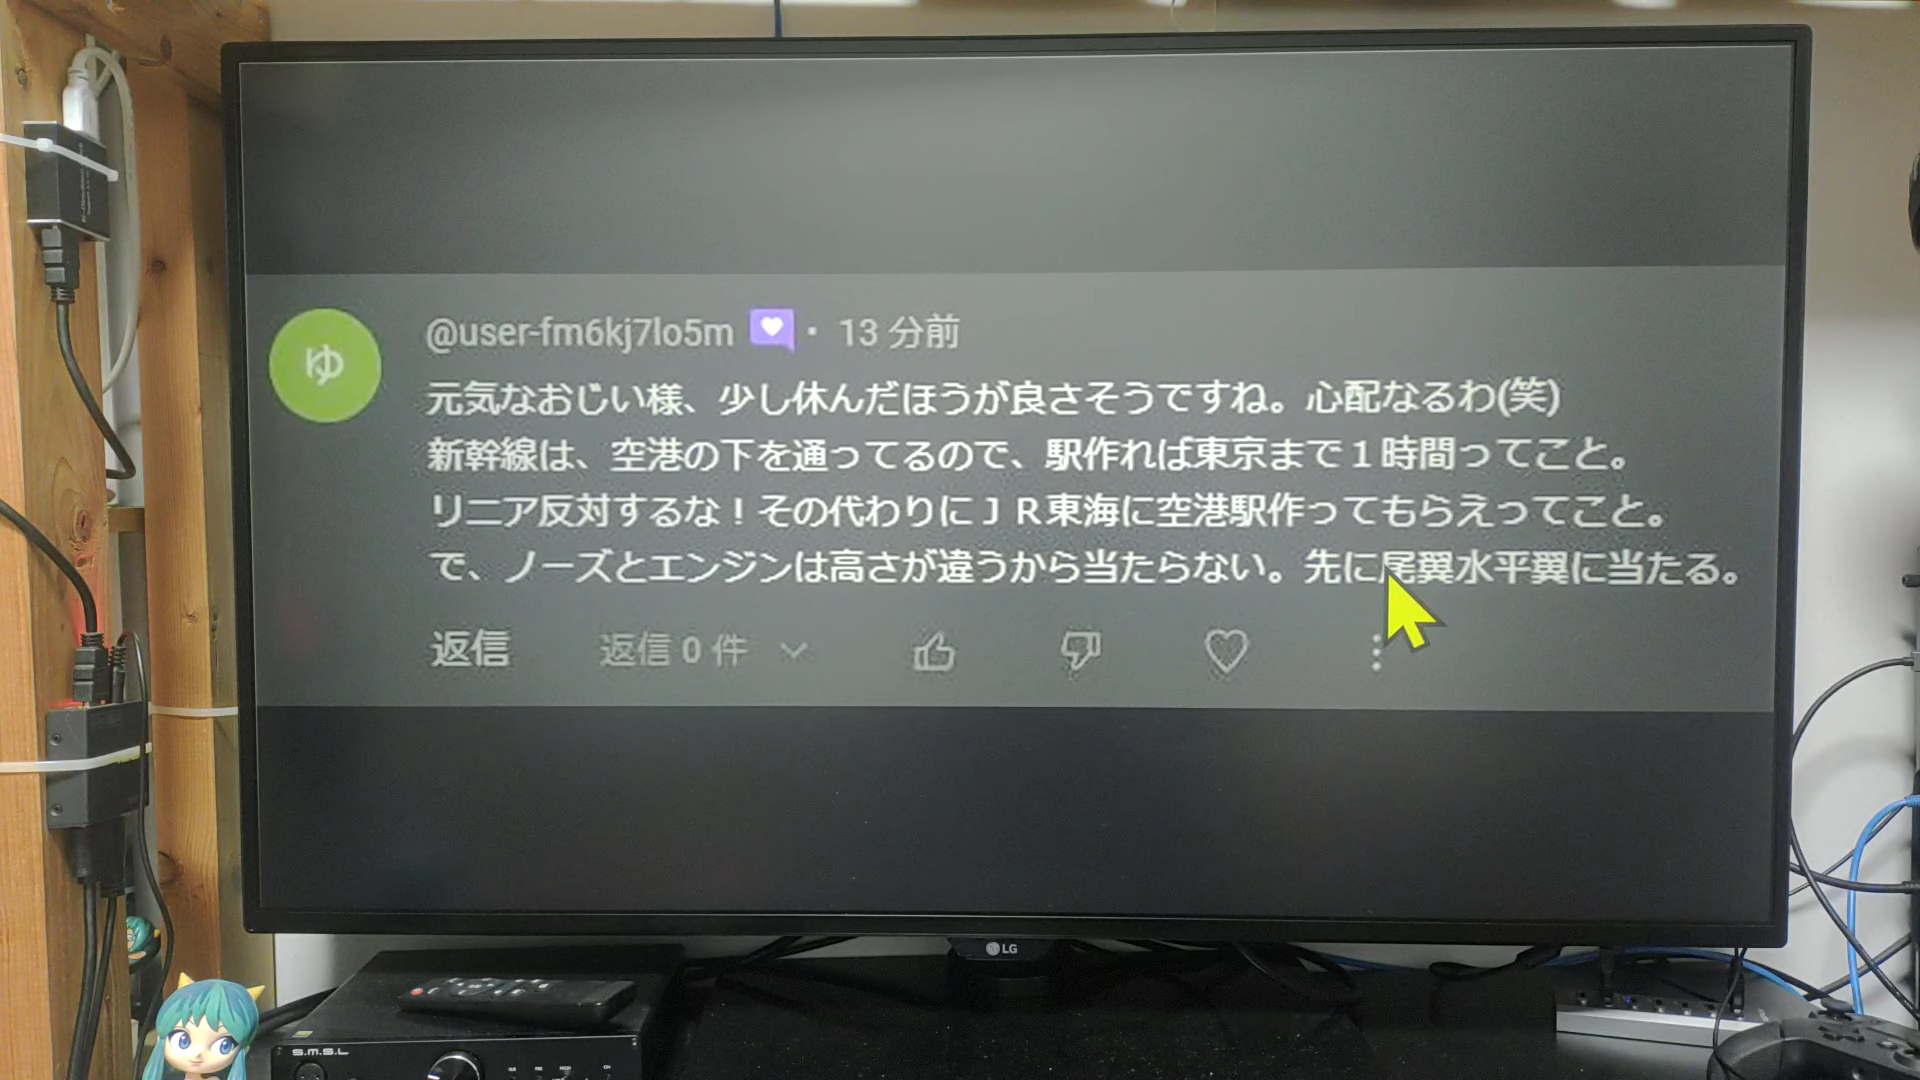 @user-fm6kj7lo5m ・ 13 分前
ゆ
元気なおじい様、少し休んだほうが良さそうですね。心配なるわ(笑)
新幹線は、空港の下を通ってるので、駅作れば東京まで１時間ってこと。
リニア反対するな！その代わりにＪＲ東海に空港駅作ってもらえってこと。
で、ノーズとエンジンは高さが違うから当たらない。先に尾翼水平翼に当たる。
返信 返信 0 件
LG
S.M.S.L